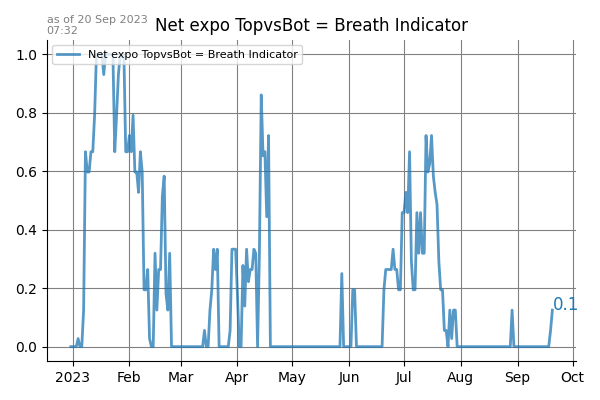 as of 20 Sep 2023
07:32
Net expo TopvsBot = Breath Indicator
Net expo TopvsBot = Breath Indicator
1.0
0.8
0.6
0.4
0.2
0.0
0.1
2023 Feb Mar Apr May Jun Jul Aug Sep Oct